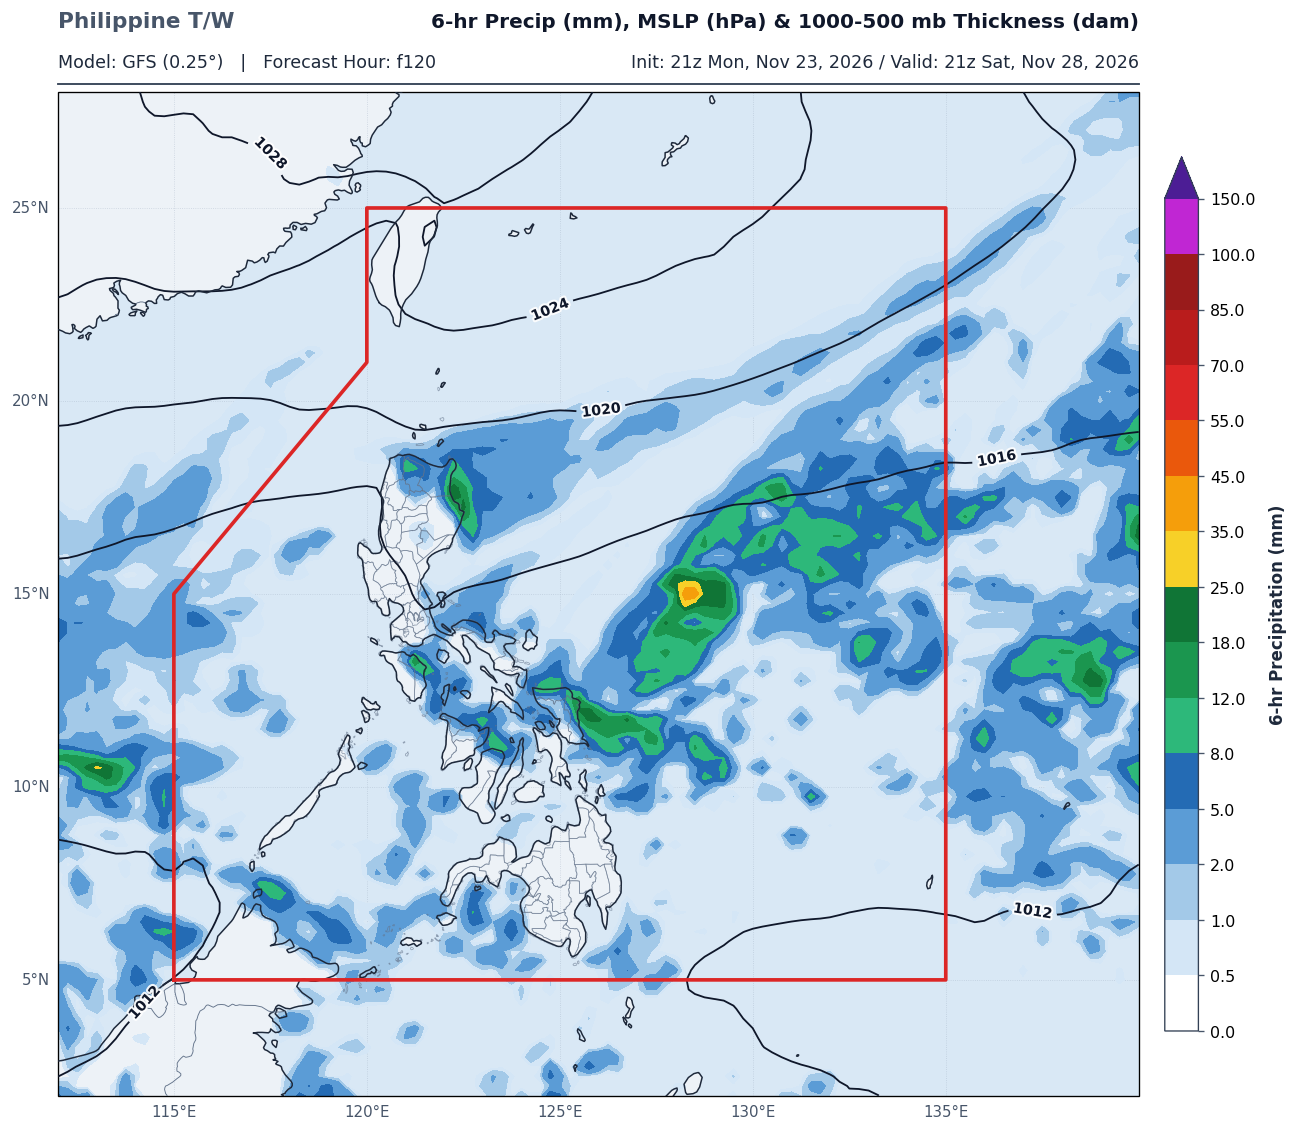 Philippine T/W
6-hr Precip (mm), MSLP (hPa) & 1000-500 mb Thickness (dam)
Model: GFS (0.25°) | Forecast Hour: f120
Init: 21z Mon, Nov 23, 2026 / Valid: 21z Sat, Nov 28, 2026
1028
1024
1020
1016
1012
1012
25°N
20°N
15°N
10°N
5°N
115°E
120°E
125°E
130°E
135°E
150.0
100.0
85.0
70.0
55.0
45.0
35.0
25.0
18.0
12.0
8.0
5.0
2.0
1.0
0.5
0.0
6-hr Precipitation (mm)